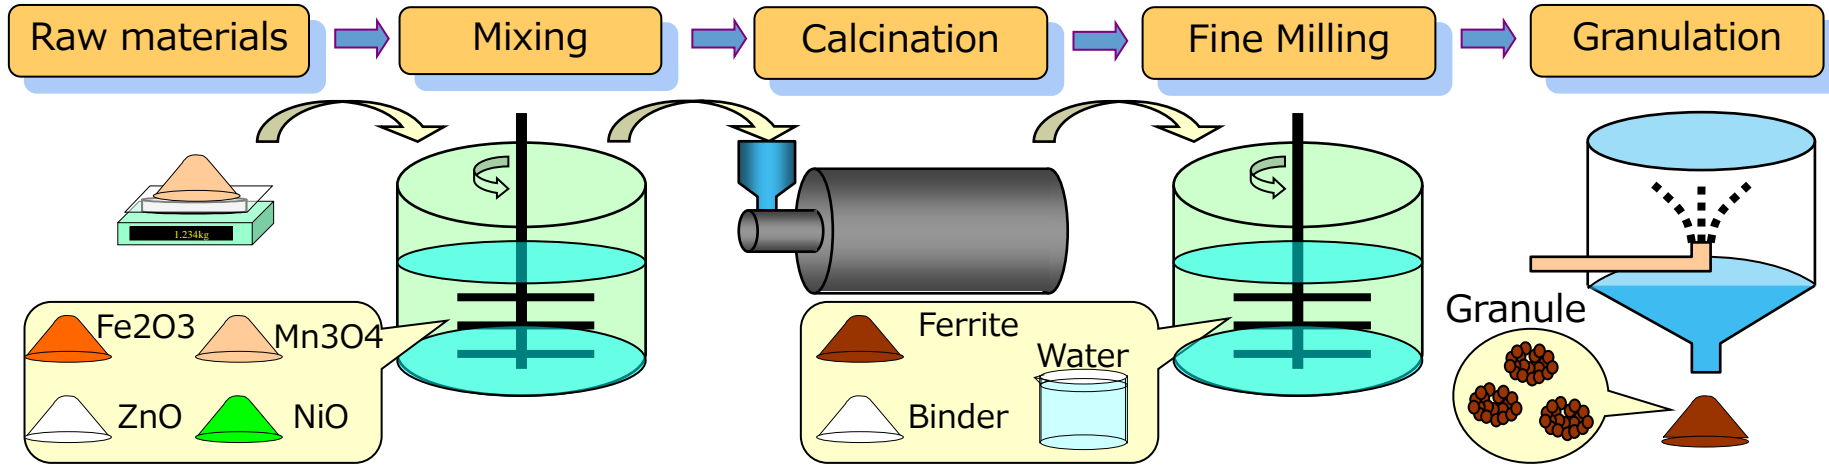 Raw materials
Mixing
Calcination
Fine Milling
Granulation
1.234kg
Fe2O3
Mn3O4
ZnO
NiO
Ferrite
Water
Binder
Granule